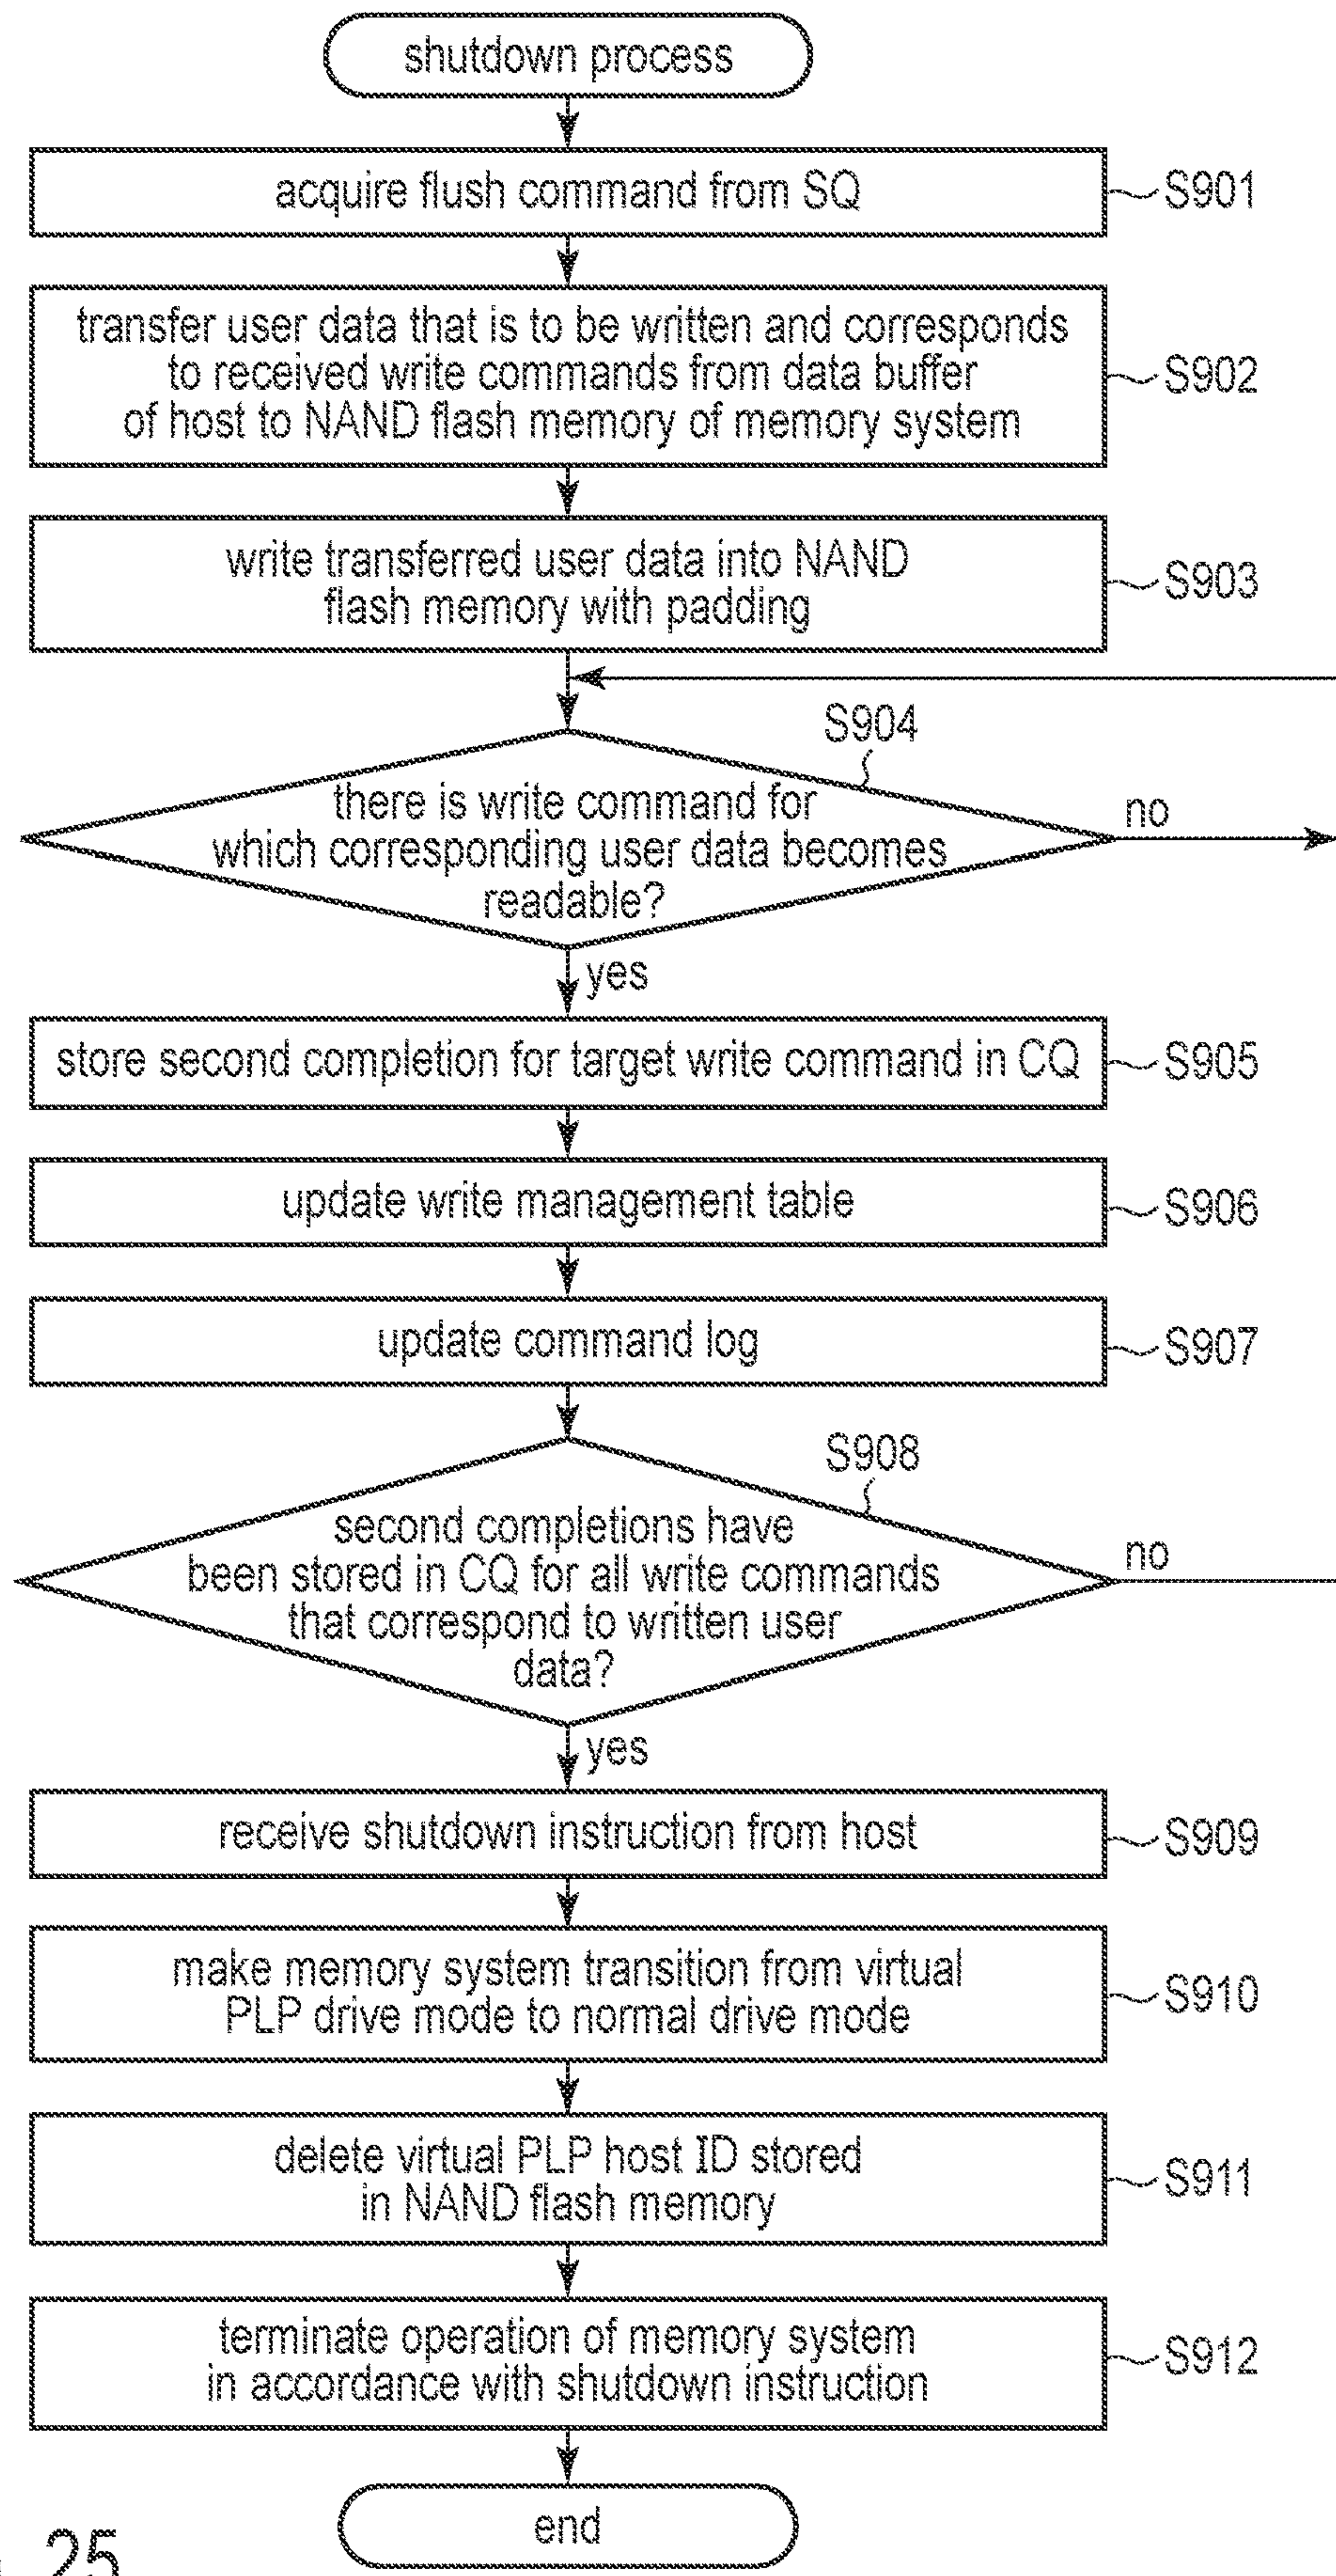 shutdown process
acquire flush command from SQ
S901
transfer user data that is to be written and corresponds
to received write commands from data buffer
of host to NAND flash memory of memory system
S902
write transferred user data into NAND
flash memory with padding
S903
S904
there is write command for
which corresponding user data becomes
readable?
no
yes
store second completion for target write command in CQ
S905
update write management table
S906
update command log
S907
S908
second completions have
been stored in CQ for all write commands
that correspond to written user
data?
no
yes
receive shutdown instruction from host
S909
make memory system transition from virtual
PLP drive mode to normal drive mode
S910
delete virtual PLP host ID stored
in NAND flash memory
S911
terminate operation of memory system
in accordance with shutdown instruction
S912
end
25